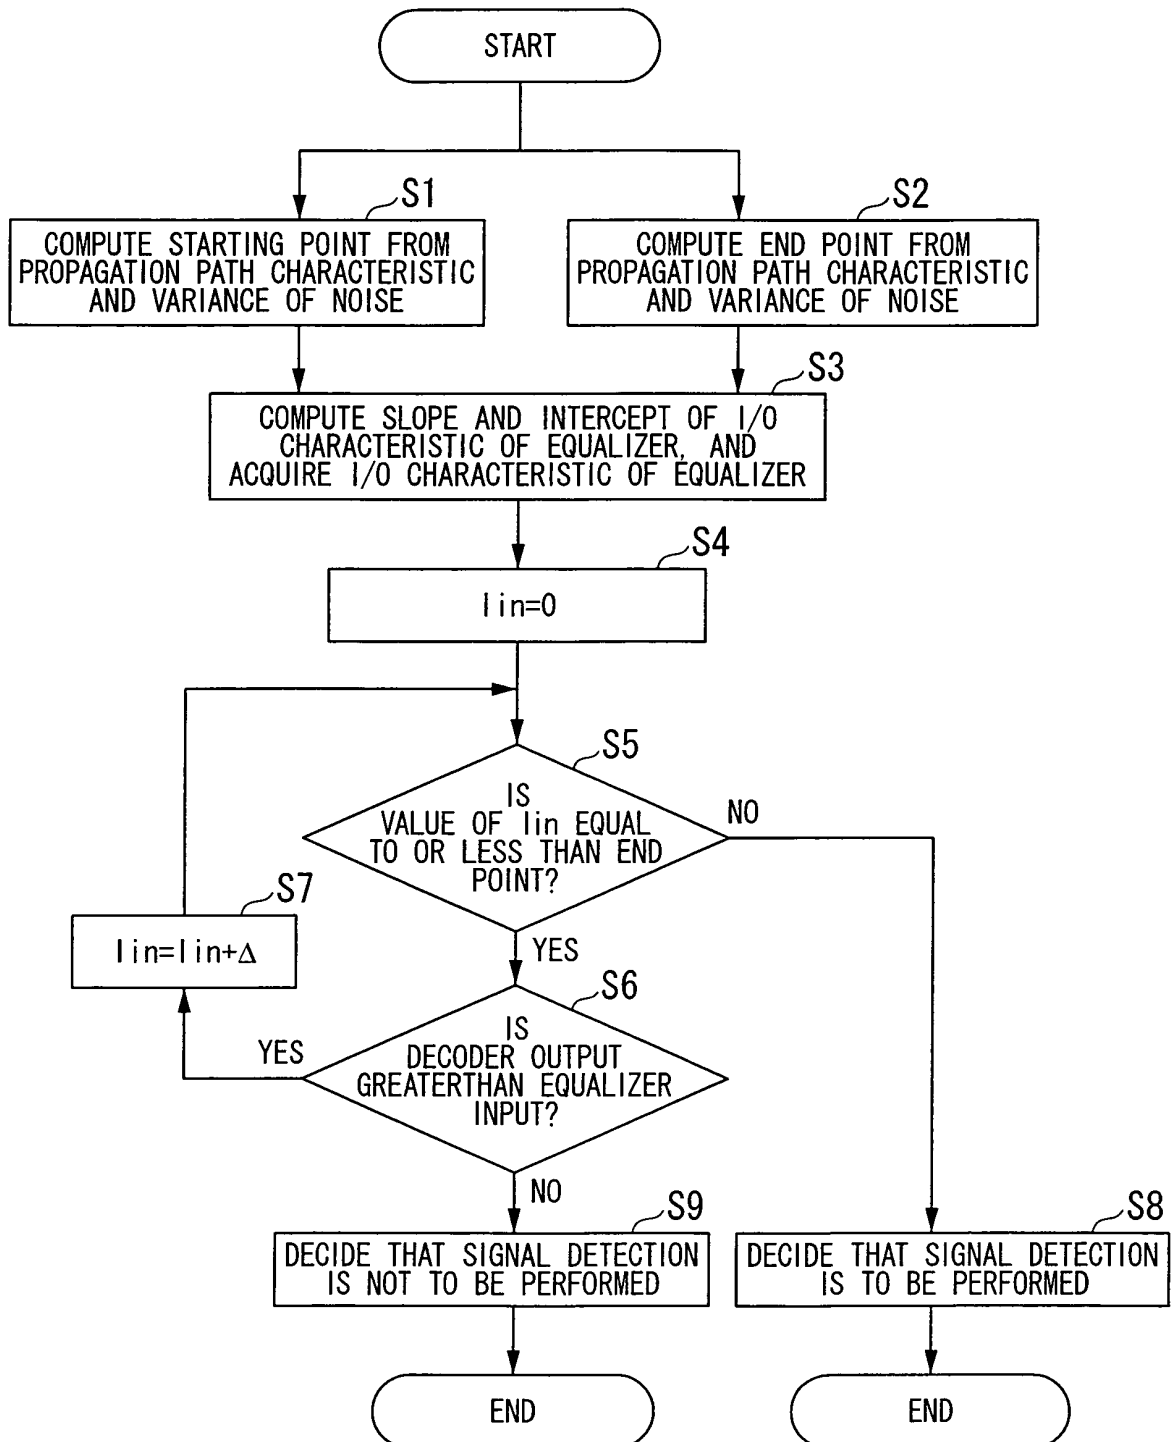 START
S1
S2
COMPUTE STARTING POINT FROM
PROPAGATION PATH CHARACTERISTIC
AND VARIANCE OF NOISE
COMPUTE END POINT FROM
PROPAGATION PATH CHARACTERISTIC
AND VARIANCE OF NOISE
S3
COMPUTE SLOPE AND INTERCEPT OF I/O
CHARACTERISTIC OF EQUALIZER, AND
ACQUIRE I/O CHARACTERISTIC OF EQUALIZER
S4
Iin=0
S5
IS
VALUE OF Iin EQUAL
TO OR LESS THAN END
POINT?
NO
YES
S7
Iin=Iin+Δ
S6
IS
DECODER OUTPUT
GREATERTHAN EQUALIZER
INPUT?
YES
NO
S9
DECIDE THAT SIGNAL DETECTION
IS NOT TO BE PERFORMED
S8
DECIDE THAT SIGNAL DETECTION
IS TO BE PERFORMED
END
END